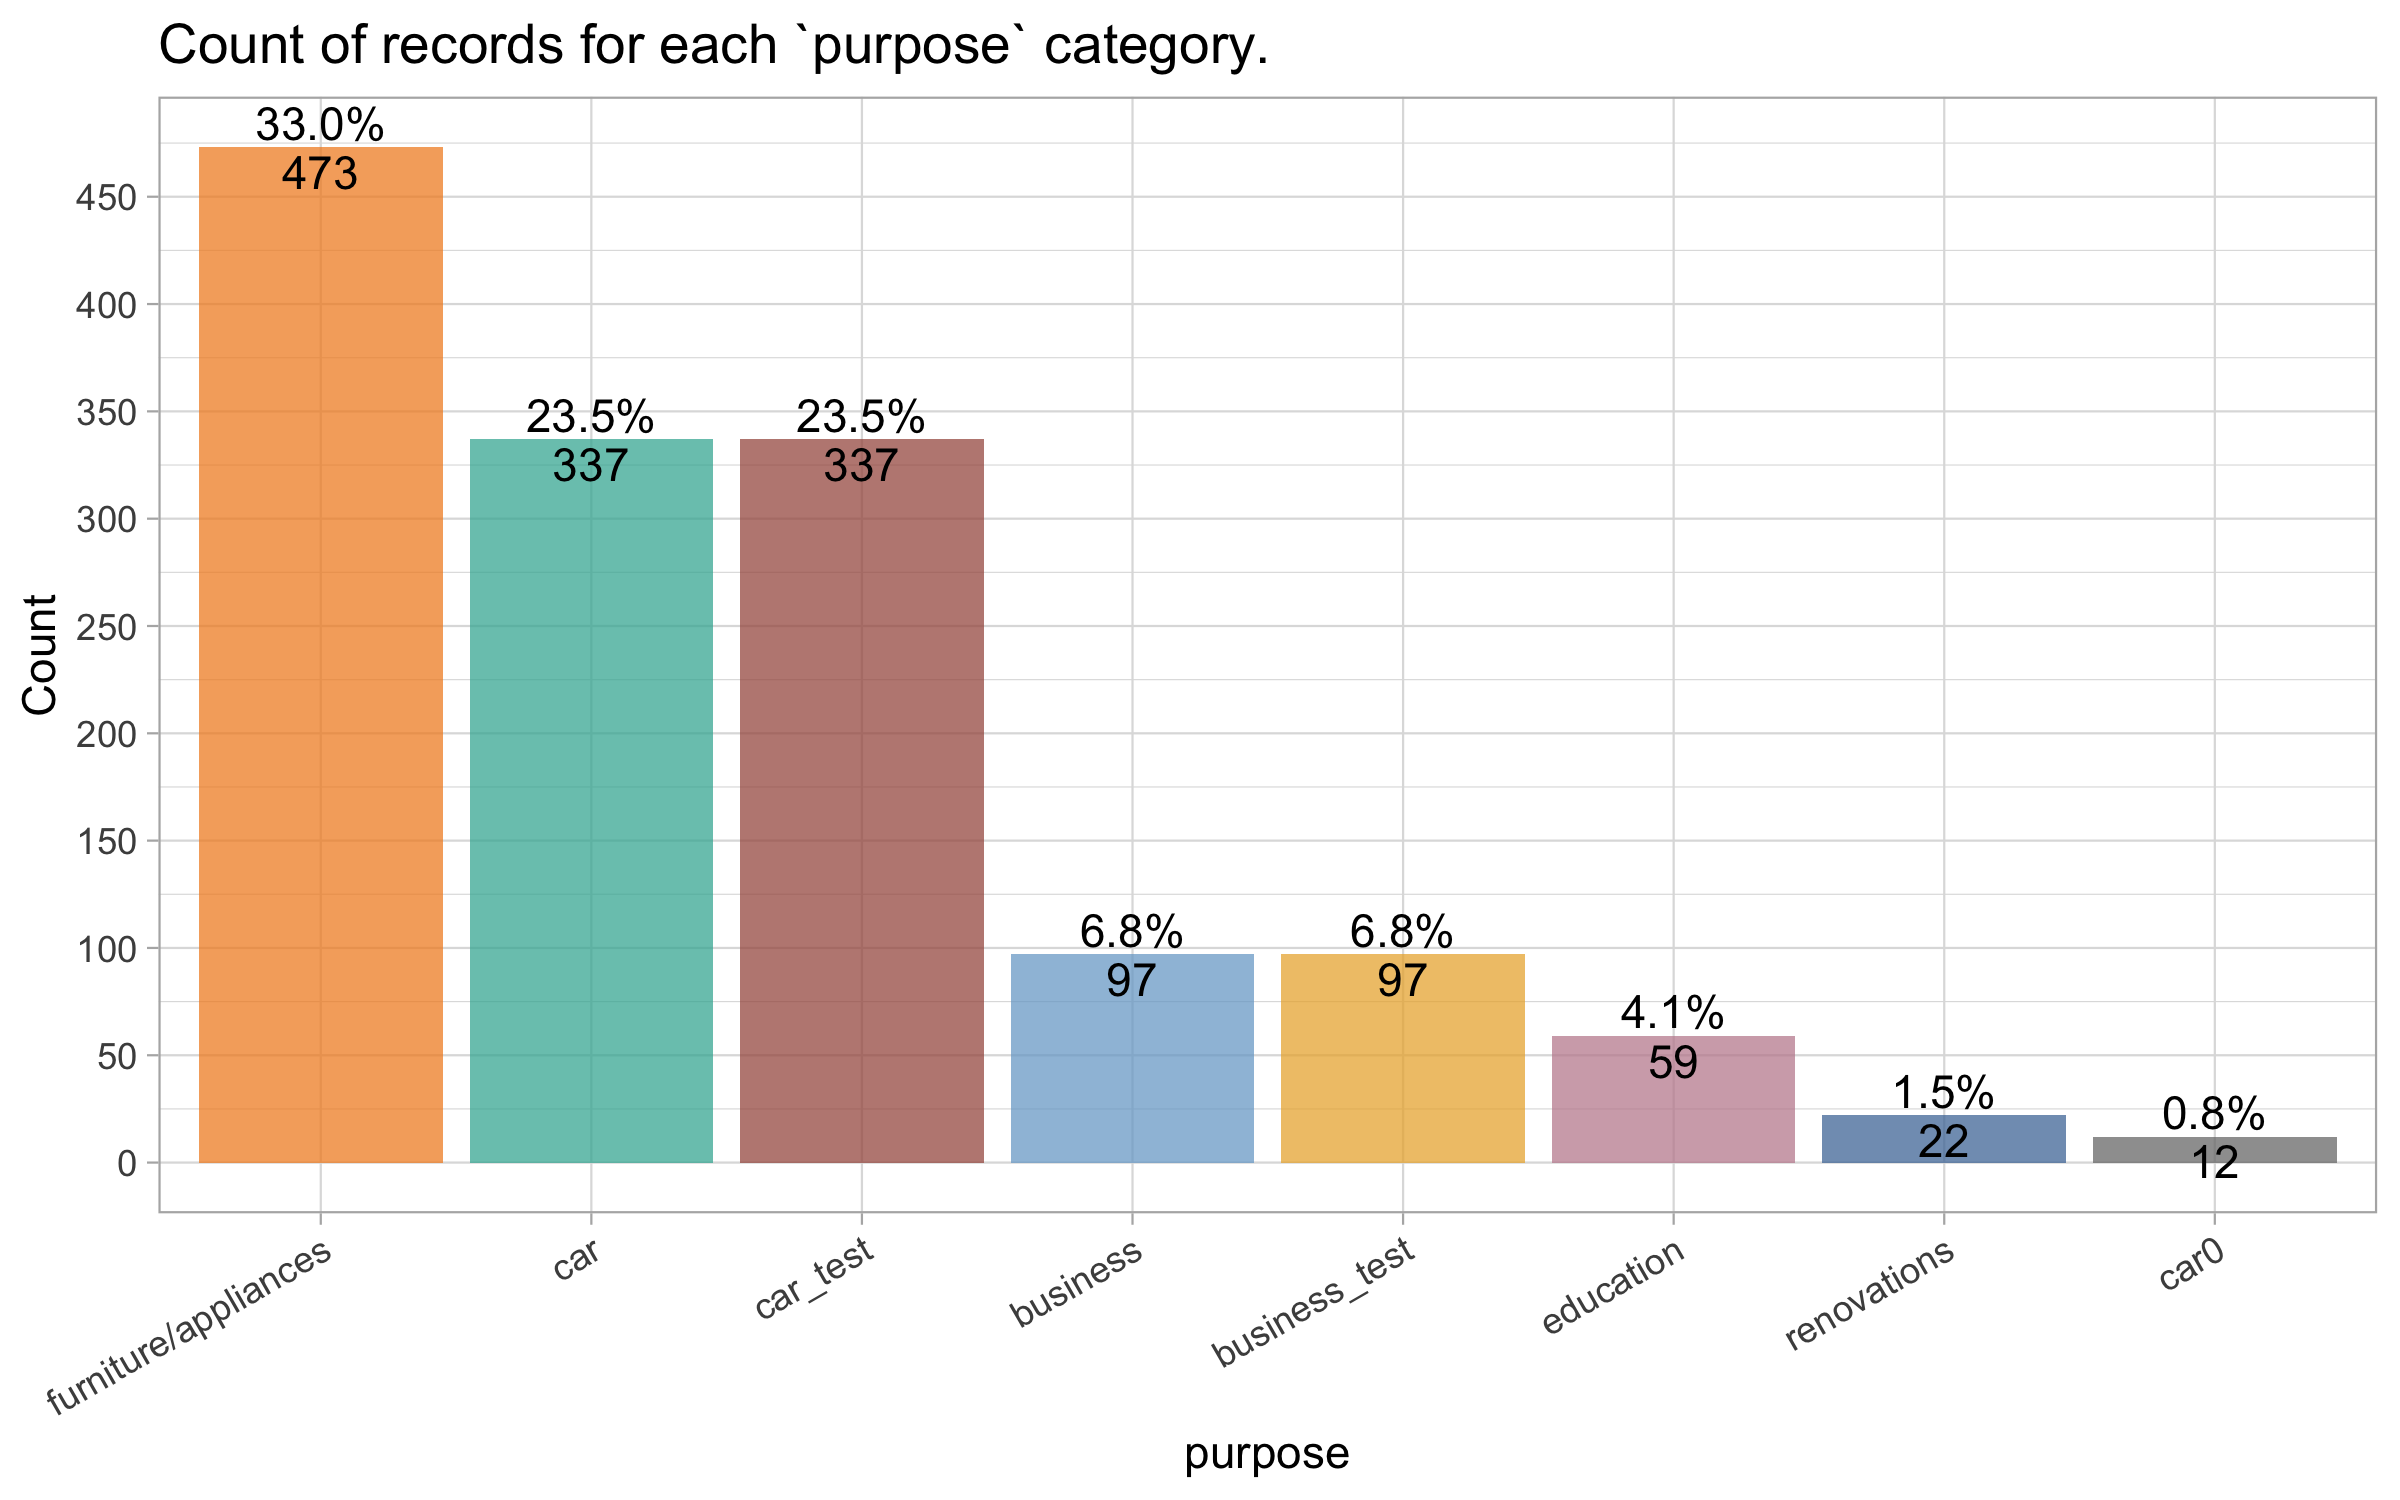 Count of records for each `purpose` category.
33.0%
473
23.5%
337
23.5%
337
6.8%
97
6.8%
97
4.1%
59
1.5%
22
0.8%
12
450
400
350
300
250
200
150
100
50
0
Count
furniture/appliances
car
car_test
business
business_test
education
renovations
car0
purpose